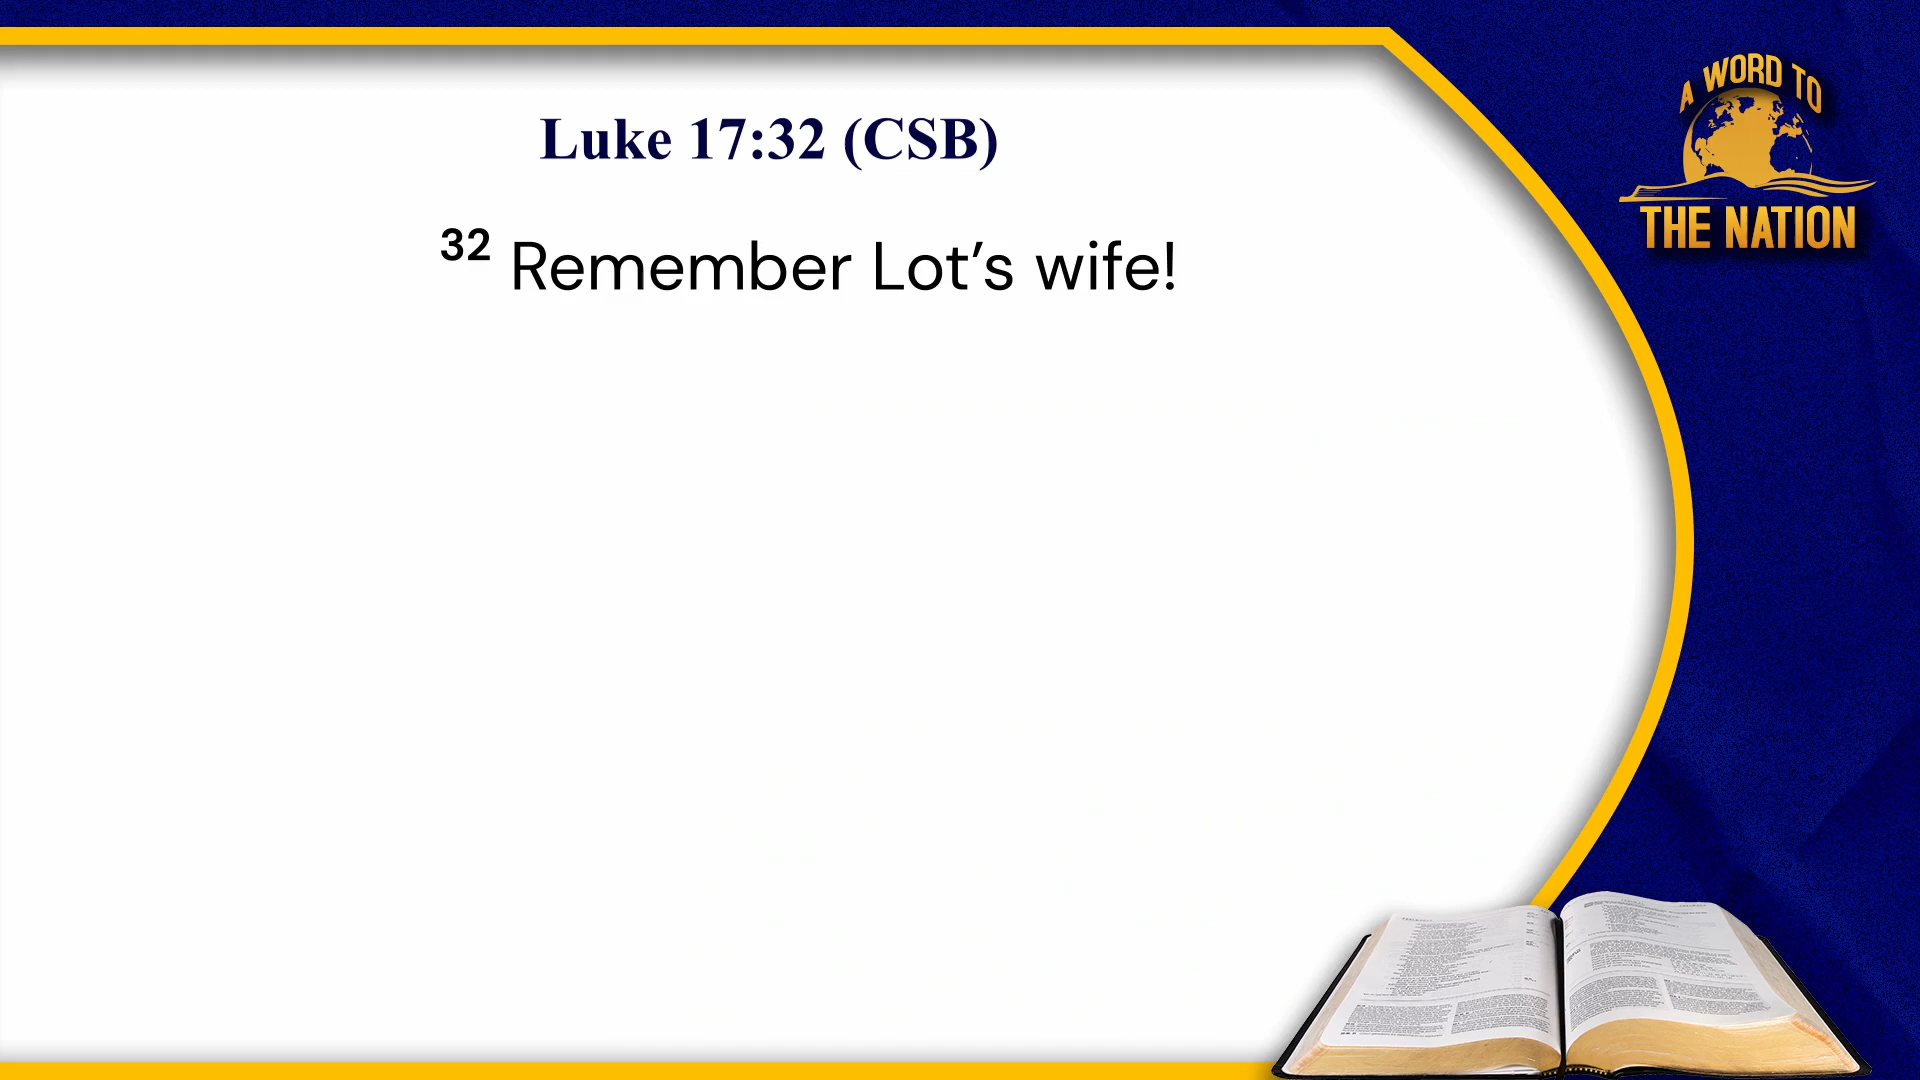 Luke 17:32 (CSB)
32 Remember Lot’s wife!
A WORD TO
THE NATION